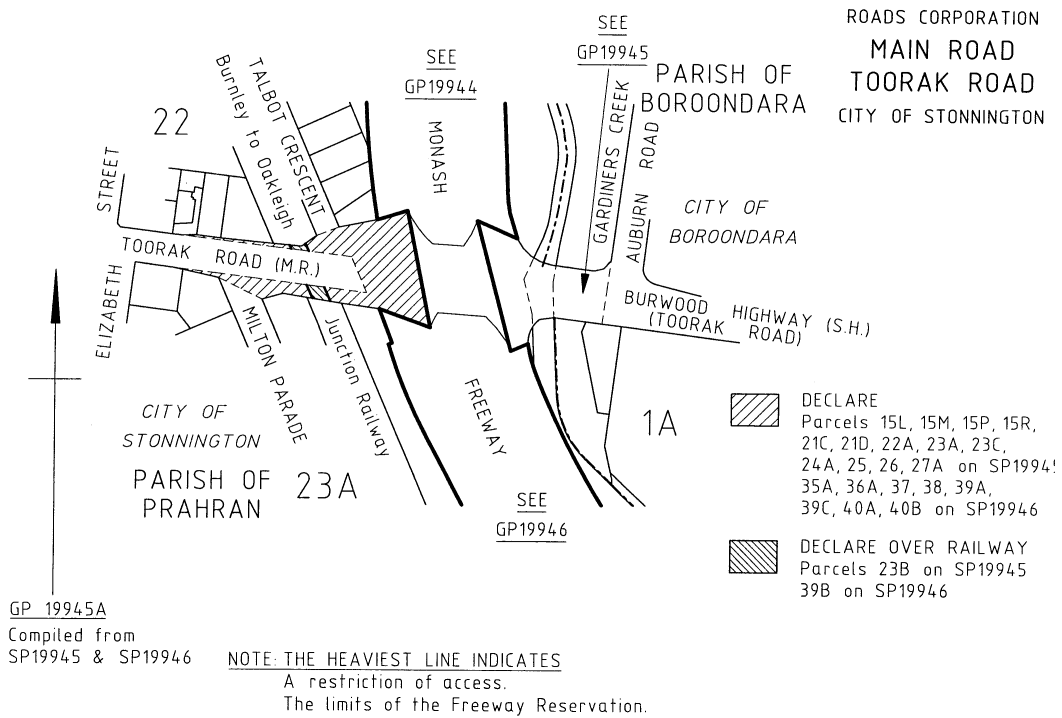 ROADS CORPORATION
MAIN ROAD
TOORAK ROAD
CITY OF STONNINGTON
SEE
GP19944
SEE
GP19945
PARISH OF
BOROONDARA
22
TALBOT CRESCENT
Burnley to Oakleigh
MONASH
GARDINERS CREEK
AUBURN ROAD
CITY OF
BOROONDARA
STREET
TOORAK ROAD (M.R.)
ELIZABETH
MILTON PARADE
Junction Railway
FREEWAY
BURWOOD HIGHWAY (S.H.)
(TOORAK ROAD)
CITY OF
STONNINGTON
PARISH OF
PRAHRAN
23A
1A
SEE
GP19946
DECLARE
Parcels 15L, 15M, 15P, 15R,
21C, 21D, 22A, 23A, 23C,
24A, 25, 26, 27A on SP19945
35A, 36A, 37, 38, 39A,
39C, 40A, 40B on SP19946
DECLARE OVER RAILWAY
Parcels 23B on SP19945
39B on SP19946
GP 19945A
Compiled from
SP19945 & SP19946
NOTE: THE HEAVIEST LINE INDICATES
A restriction of access.
The limits of the Freeway Reservation.